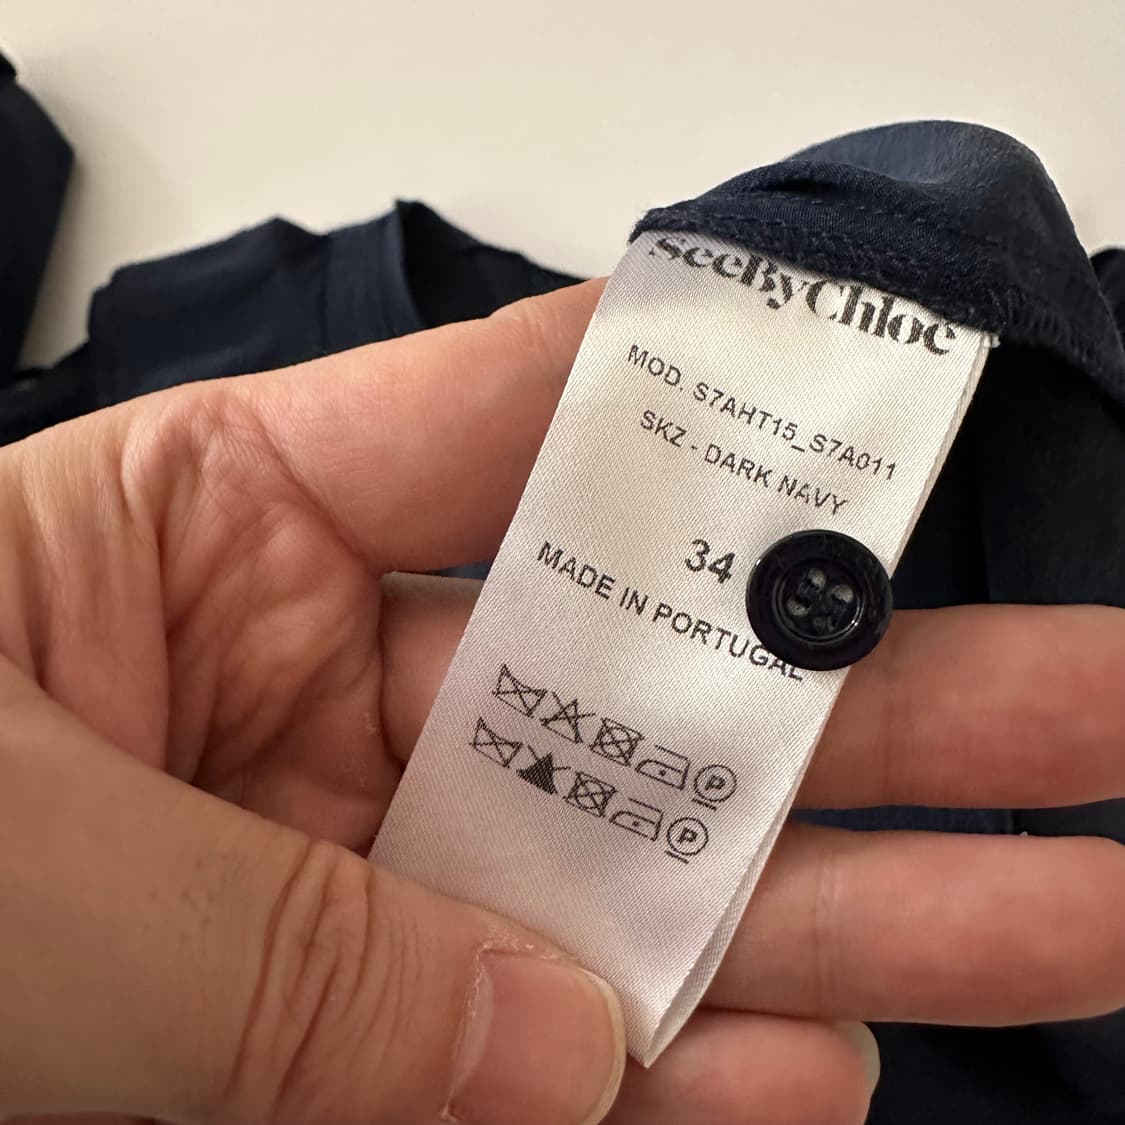 SeeByChloé
MOD. S7AHT15_S7A011
SKZ - DARK NAVY
34
MADE IN PORTUGAL
P
P